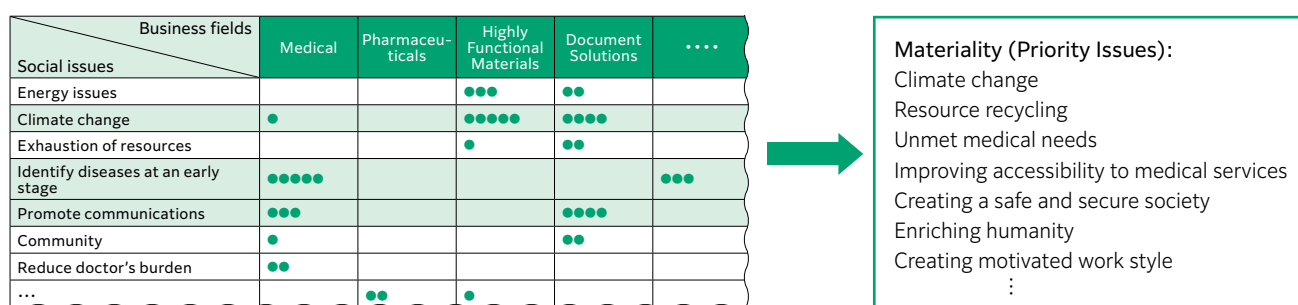 Business fields
Social issues
Medical
Pharmaceu-
ticals
Highly
Functional
Materials
Document
Solutions
••••
Energy issues
●●● ●●
Climate change
● ●●●●● ●●●●
Exhaustion of resources
● ●●
Identify diseases at an early
stage
●●●●● ●●●
Promote communications
●●● ●●●●
Community
● ●●
Reduce doctor's burden
●●
...
●● ●
Materiality (Priority Issues):
Climate change
Resource recycling
Unmet medical needs
Improving accessibility to medical services
Creating a safe and secure society
Enriching humanity
Creating motivated work style
⋮